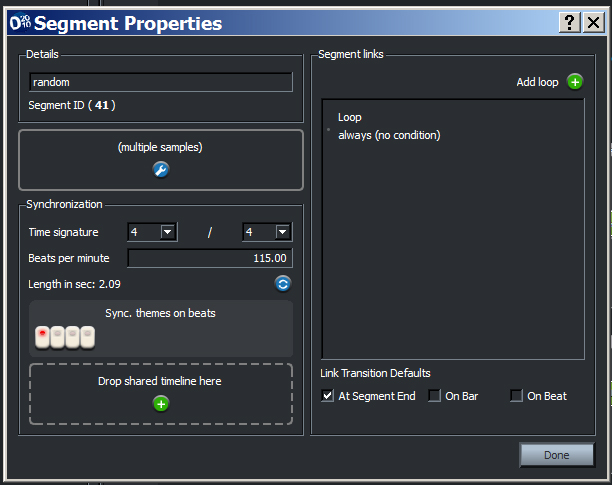 Segment Properties
?
X
Details
random
Segment ID ( 41 )
(multiple samples)
Synchronization
Time signature 4 / 4
Beats per minute 115.00
Length in sec: 2.09
Sync. themes on beats
Drop shared timeline here
Segment links
Add loop
Loop
always (no condition)
Link Transition Defaults
At Segment End On Bar On Beat
Done